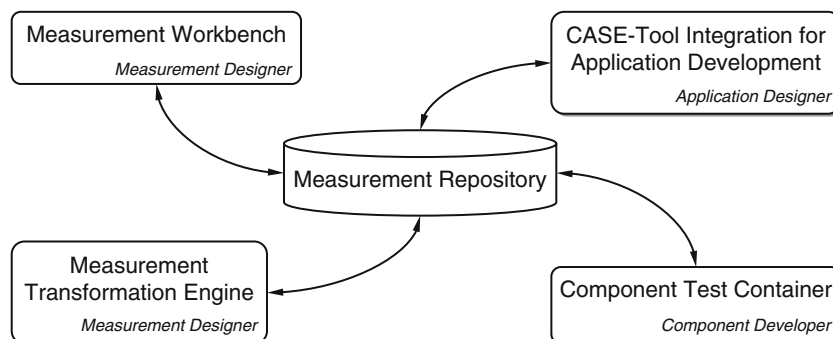 Measurement Workbench
Measurement Designer
CASE-Tool Integration for
Application Development
Application Designer
Measurement Repository
Measurement
Transformation Engine
Measurement Designer
Component Test Container
Component Developer